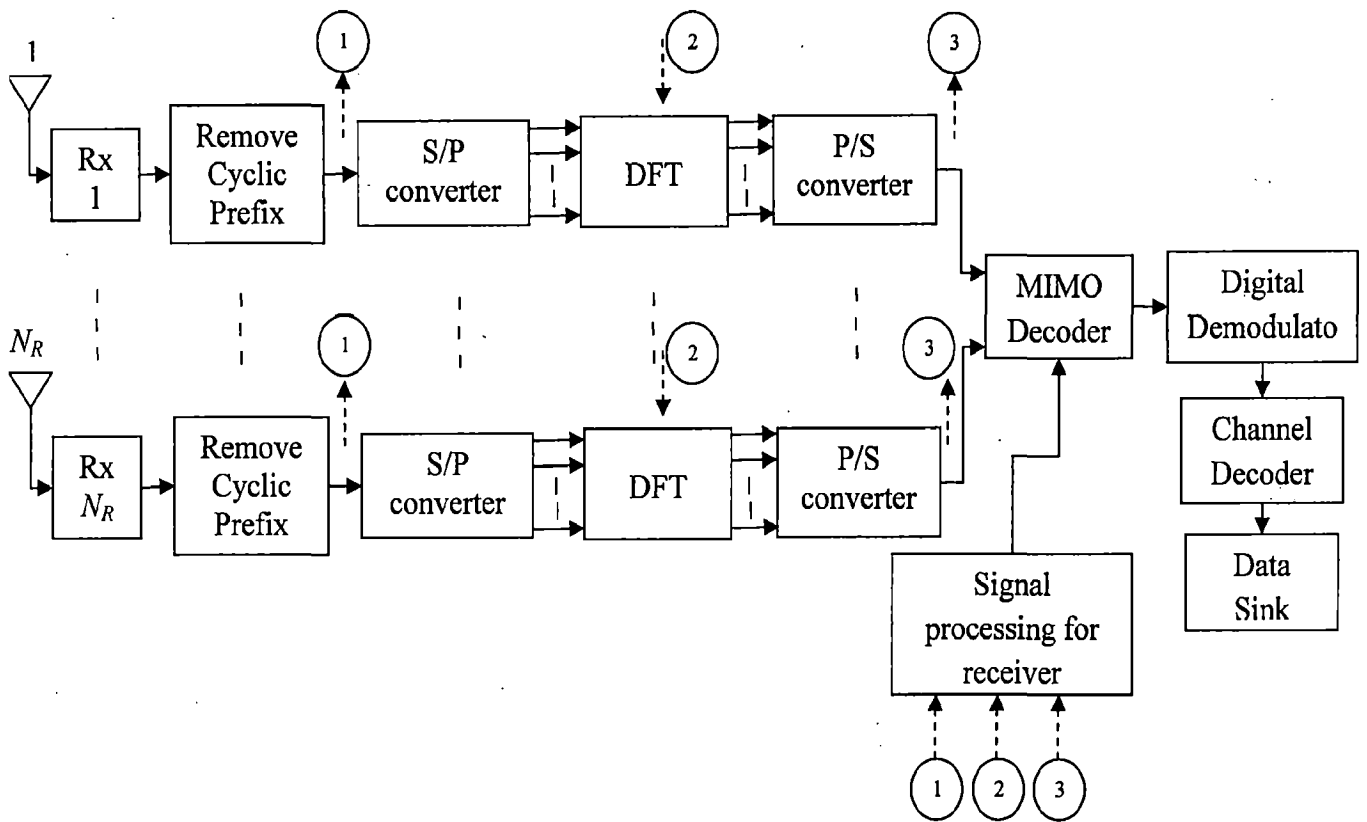 1
1
2
3
Rx
1
Remove
Cyclic
Prefix
S/P
converter
DFT
P/S
converter
MIMO
Decoder
Digital
Demodulato
N_R
1
2
3
Rx
N_R
Remove
Cyclic
Prefix
S/P
converter
DFT
P/S
converter
Channel
Decoder
Signal
processing for
receiver
Data
Sink
1
2
3